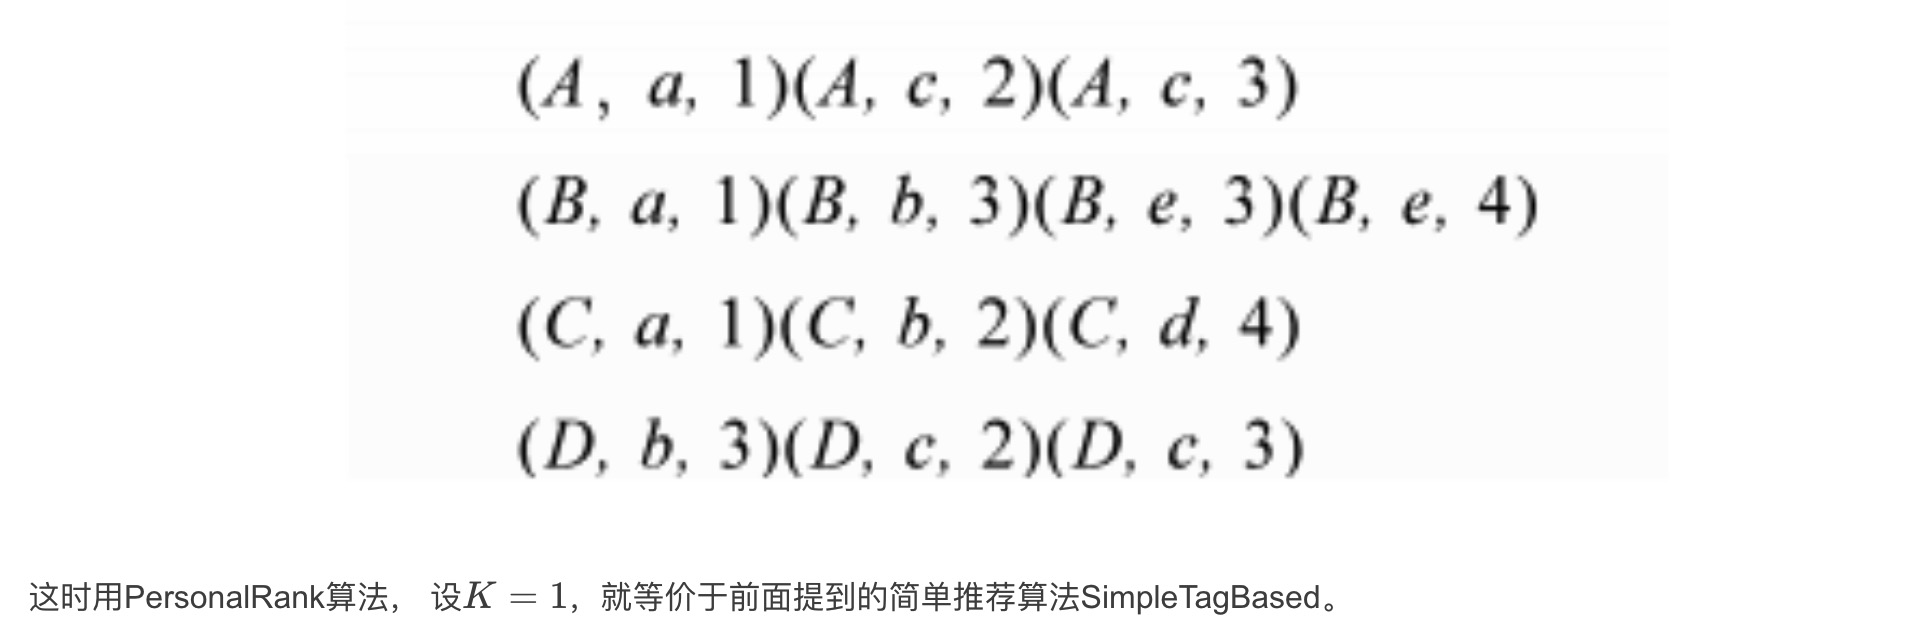 (A, a, 1)(A, c, 2)(A, c, 3)
(B, a, 1)(B, b, 3)(B, e, 3)(B, e, 4)
(C, a, 1)(C, b, 2)(C, d, 4)
(D, b, 3)(D, c, 2)(D, c, 3)
这时用PersonalRank算法， 设K = 1，就等价于前面提到的简单推荐算法SimpleTagBased。